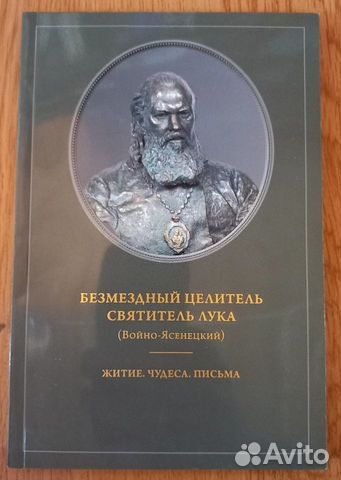 БЕЗМЕЗДНЫЙ ЦЕЛИТЕЛЬ
СВЯТИТЕЛЬ ЛУКА
(Войно-Ясенецкий)
ЖИТИЕ. ЧУДЕСА. ПИСЬМА
Avito